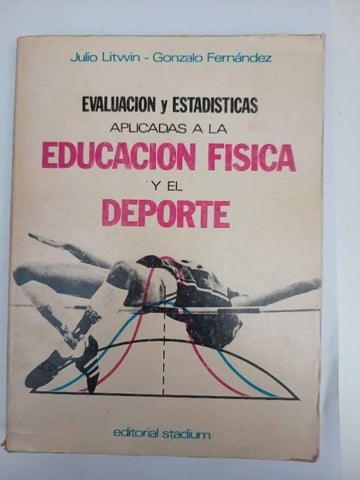 Julio Litwin - Gonzalo Fernández
EVALUACION y ESTADISTICAS
APLICADAS A LA
EDUCACION FISICA
Y EL
DEPORTE
editorial stadium